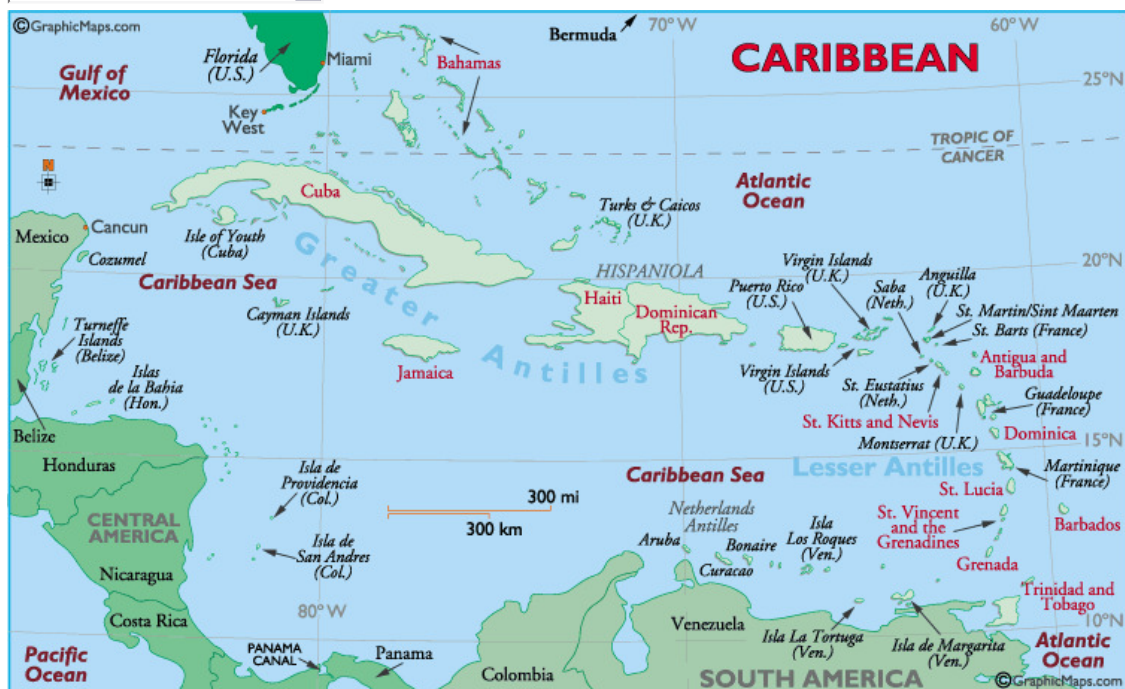 ©GraphicMaps.com
Bermuda
70°W
60°W
CARIBBEAN
Florida
(U.S.)
Miami
Bahamas
Gulf of
Mexico
25°N
Key
West
TROPIC OF
CANCER
N
Cuba
Atlantic
Ocean
Turks & Caicos
(U.K.)
Mexico
Cancun
Isle of Youth
(Cuba)
Cozumel
Greater
HISPANIOLA
Virgin Islands
(U.K.)
20°N
Caribbean Sea
Puerto Rico
(U.S.)
Saba
(Neth.)
Anguilla
(U.K.)
Haiti
Dominican
Rep.
Cayman Islands
(U.K.)
St. Martin/Sint Maarten
St. Barts (France)
Turneffe
Islands
(Belize)
Antilles
Jamaica
Virgin Islands
(U.S.)
Antigua and
Barbuda
Islas
de la Bahia
(Hon.)
St. Eustatius
(Neth.)
Guadeloupe
(France)
St. Kitts and Nevis
Belize
Montserrat (U.K.)
Dominica
15°N
Honduras
Isla de
Providencia
(Col.)
Caribbean Sea
Lesser Antilles
Martinique
(France)
St. Lucia
300 mi
300 km
CENTRAL
AMERICA
Netherlands
Antilles
Isla
Los Roques
(Ven.)
St. Vincent
and the
Grenadines
Barbados
Aruba
Bonaire
Curacao
Isla de
San Andres
(Col.)
Grenada
Nicaragua
Trinidad and
Tobago
Costa Rica
80°W
Venezuela
10°N
Isla La Tortuga
(Ven.)
Isla de Margarita
(Ven.)
Pacific
Ocean
PANAMA
CANAL
Panama
Colombia
SOUTH AMERICA
Atlantic
Ocean
©GraphicMaps.com